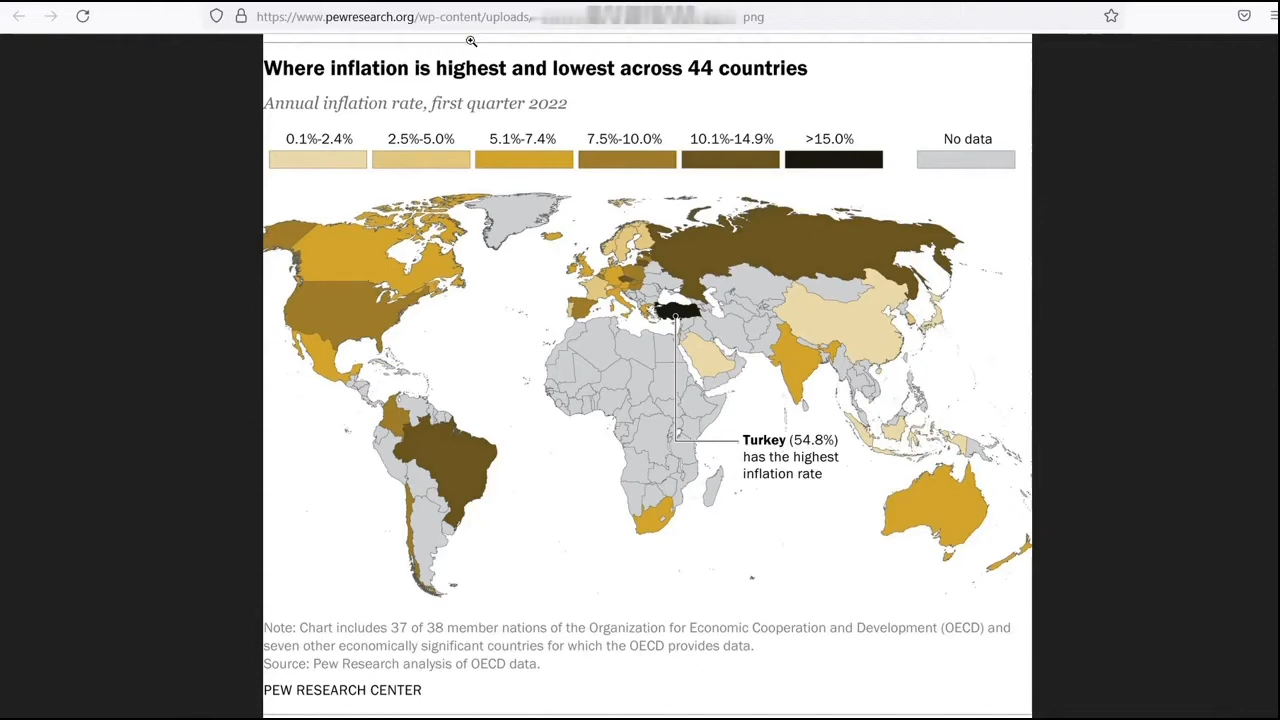 https://www.pewresearch.org/wp-content/uploads/ png
Where inflation is highest and lowest across 44 countries
Annual inflation rate, first quarter 2022
0.1%-2.4% 2.5%-5.0% 5.1%-7.4% 7.5%-10.0% 10.1%-14.9% >15.0% No data
Turkey (54.8%)
has the highest
inflation rate
Note: Chart includes 37 of 38 member nations of the Organization for Economic Cooperation and Development (OECD) and
seven other economically significant countries for which the OECD provides data.
Source: Pew Research analysis of OECD data.
PEW RESEARCH CENTER